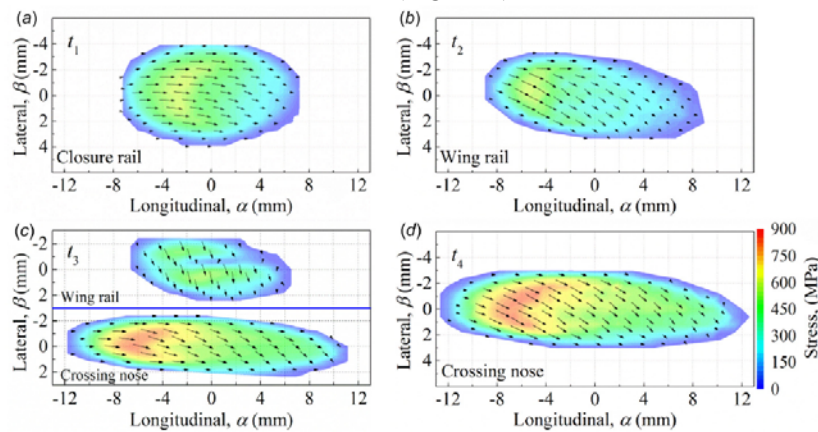 (a)
t1
Closure rail
Lateral, β (mm)
-4
-2
0
2
4
-12 -8 -4 0 4 8 12
Longitudinal, α (mm)
(b)
t2
Wing rail
Lateral, β (mm)
-4
-2
0
2
4
-12 -8 -4 0 4 8 12
Longitudinal, α (mm)
(c)
t3
Wing rail
Crossing nose
Lateral, β (mm)
-2
0
2
-2
0
2
-12 -8 -4 0 4 8 12
Longitudinal, α (mm)
(d)
t4
Crossing nose
Lateral, β (mm)
-4
-2
0
2
4
-12 -8 -4 0 4 8 12
Longitudinal, α (mm)
900
750
600
450
300
150
0
Stress, (MPa)